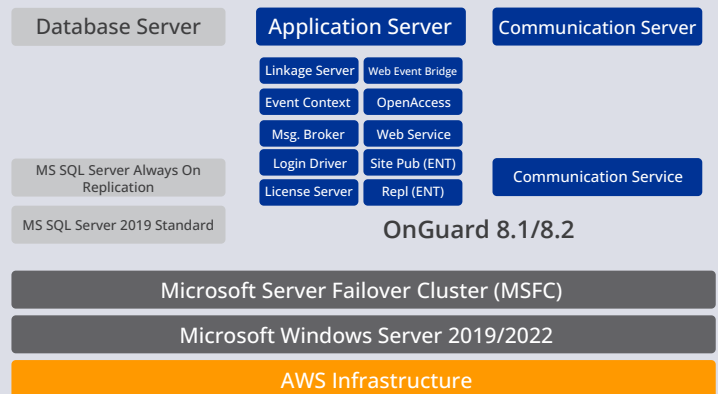 Database Server
Application Server
Communication Server
Linkage Server
Web Event Bridge
Event Context
OpenAccess
Msg. Broker
Web Service
Login Driver
Site Pub (ENT)
License Server
Repl (ENT)
MS SQL Server Always On
Replication
Communication Service
MS SQL Server 2019 Standard
OnGuard 8.1/8.2
Microsoft Server Failover Cluster (MSFC)
Microsoft Windows Server 2019/2022
AWS Infrastructure